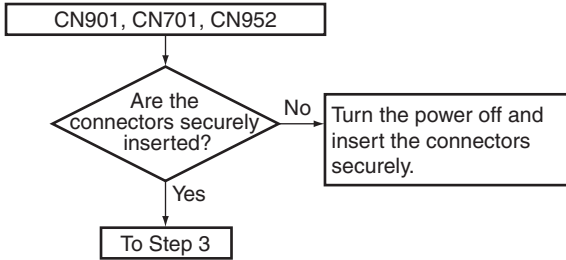 CN901, CN701, CN952
Are the
connectors securely
inserted?
No
Turn the power off and
insert the connectors
securely.
Yes
To Step 3